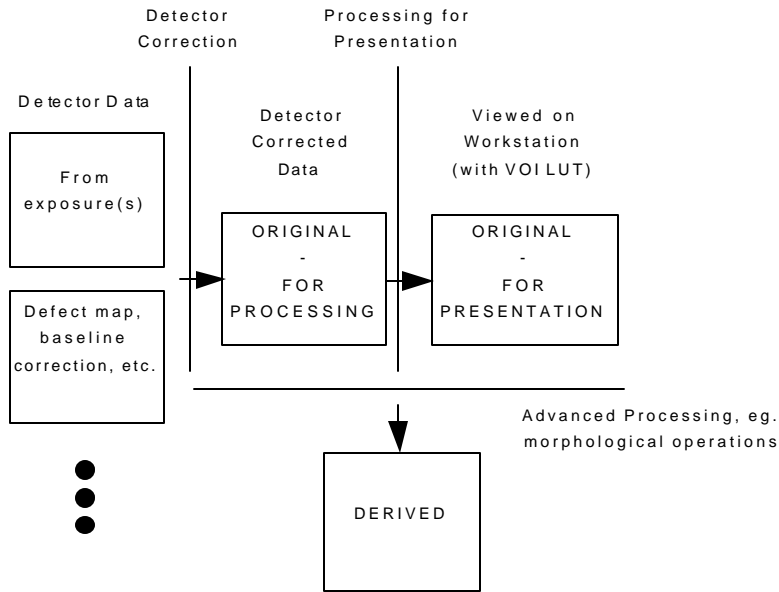 Detector
Correction
Processing for
Presentation
Detector Data
From
exposure(s)
Defect map,
baseline
correction, etc.
Detector
Corrected
Data
ORIGINAL
-
FOR
PROCESSING
Viewed on
Workstation
(with VOI LUT)
ORIGINAL
-
FOR
PRESENTATION
Advanced Processing, eg.
morphological operations
DERIVED